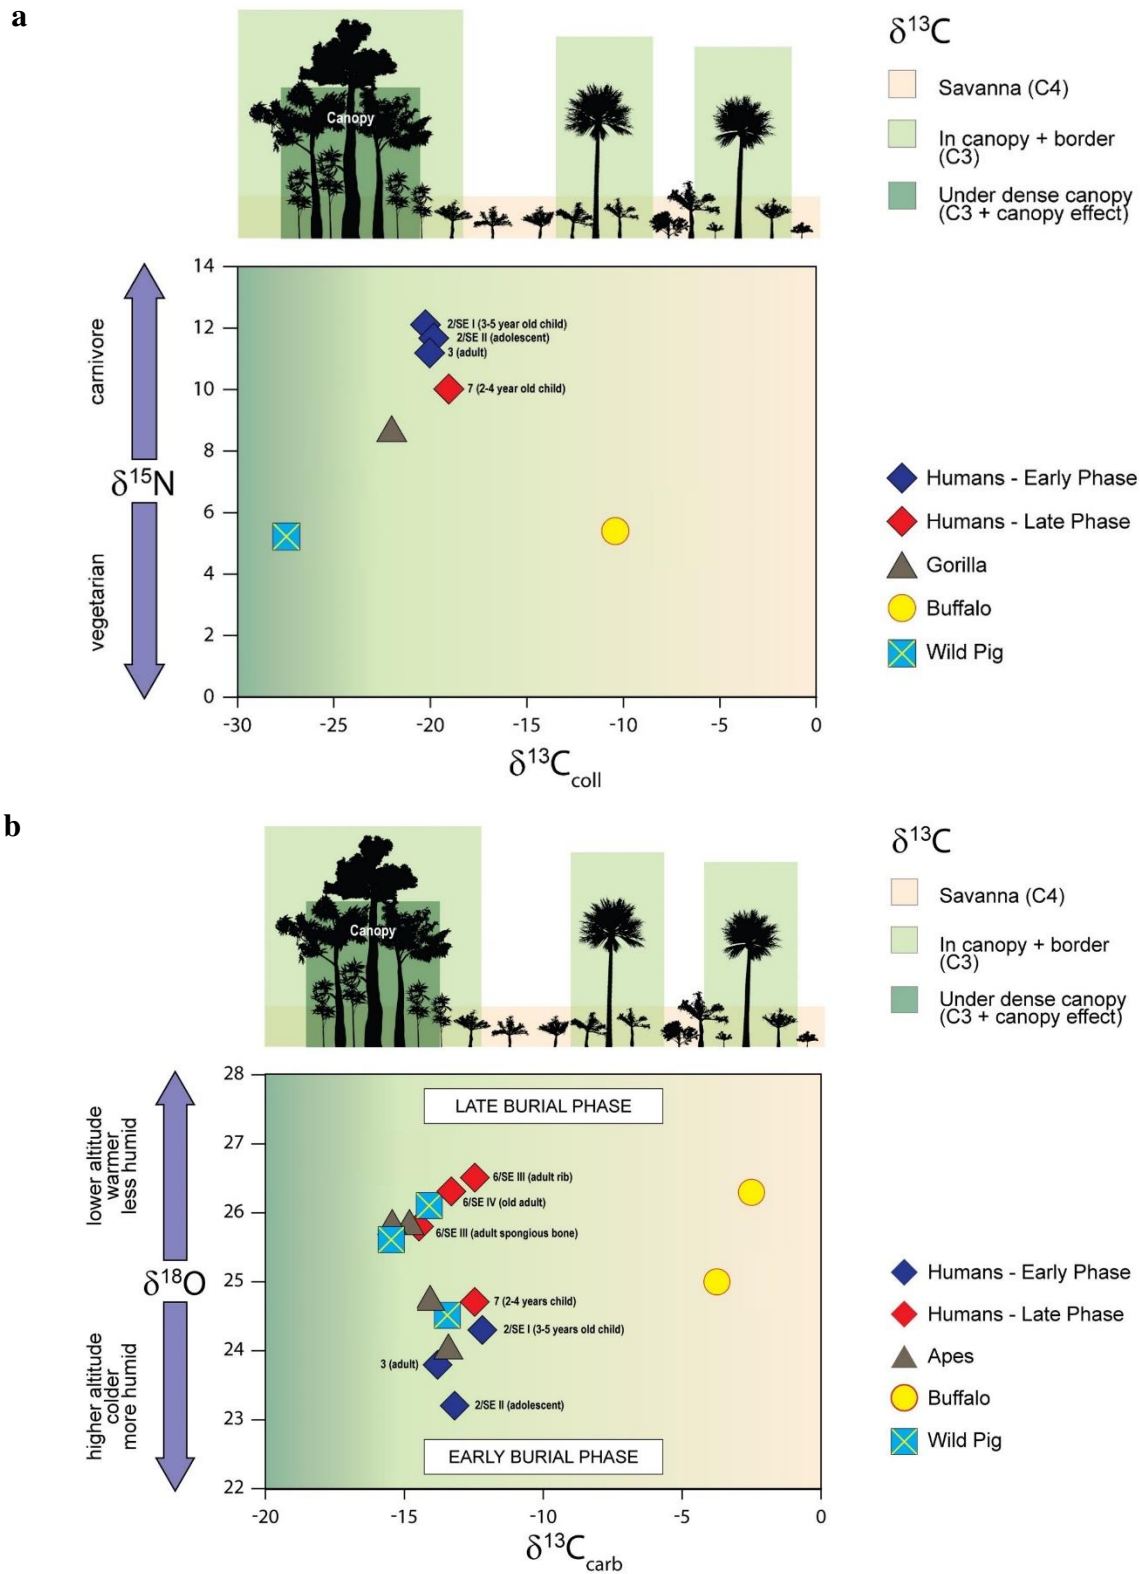 a
Canopy
δ¹³C
Savanna (C4)
In canopy + border
(C3)
Under dense canopy
(C3 + canopy effect)
carnivore
δ¹⁵N
vegetarian
14
12
10
8
6
4
2
0
2/SE I (3-5 year old child)
2/SE II (adolescent)
3 (adult)
7 (2-4 year old child)
-30
-25
-20
-15
-10
-5
0
δ¹³C_coll
Humans - Early Phase
Humans - Late Phase
Gorilla
Buffalo
Wild Pig
b
Canopy
δ¹³C
Savanna (C4)
In canopy + border
(C3)
Under dense canopy
(C3 + canopy effect)
lower altitude
warmer
less humid
δ¹⁸O
higher altitude
colder
more humid
28
27
26
25
24
23
22
LATE BURIAL PHASE
6/SE III (adult rib)
6/SE IV (old adult)
6/SE III (adult spongious bone)
7 (2-4 years child)
2/SE I (3-5 years old child)
3 (adult)
2/SE II (adolescent)
EARLY BURIAL PHASE
-20
-15
-10
-5
0
δ¹³C_carb
Humans - Early Phase
Humans - Late Phase
Apes
Buffalo
Wild Pig